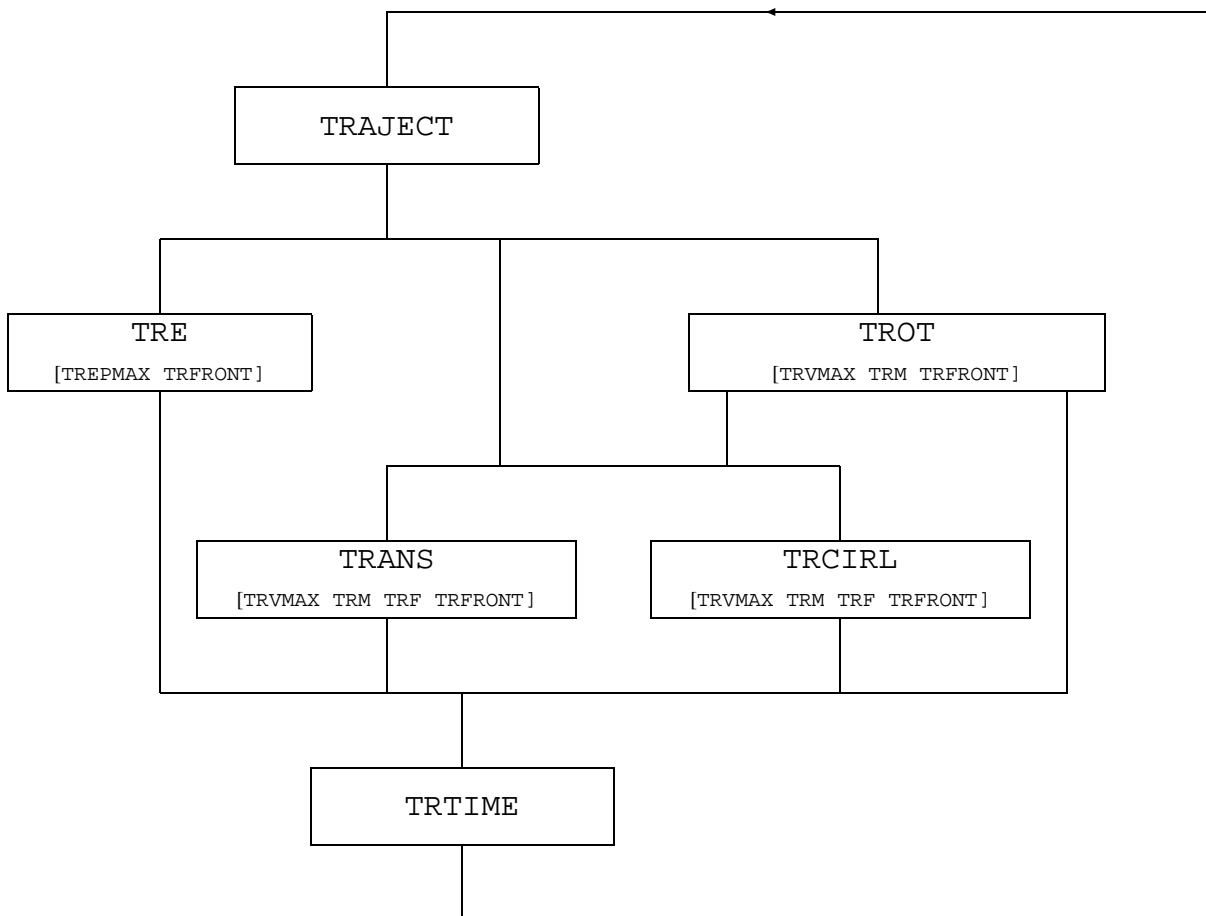 TRAJECT
TRE
[TREPMAX TRFRONT]
TROT
[TRVMAX TRM TRFRONT]
TRANS
[TRVMAX TRM TRF TRFRONT]
TRCIRL
[TRVMAX TRM TRF TRFRONT]
TRTIME